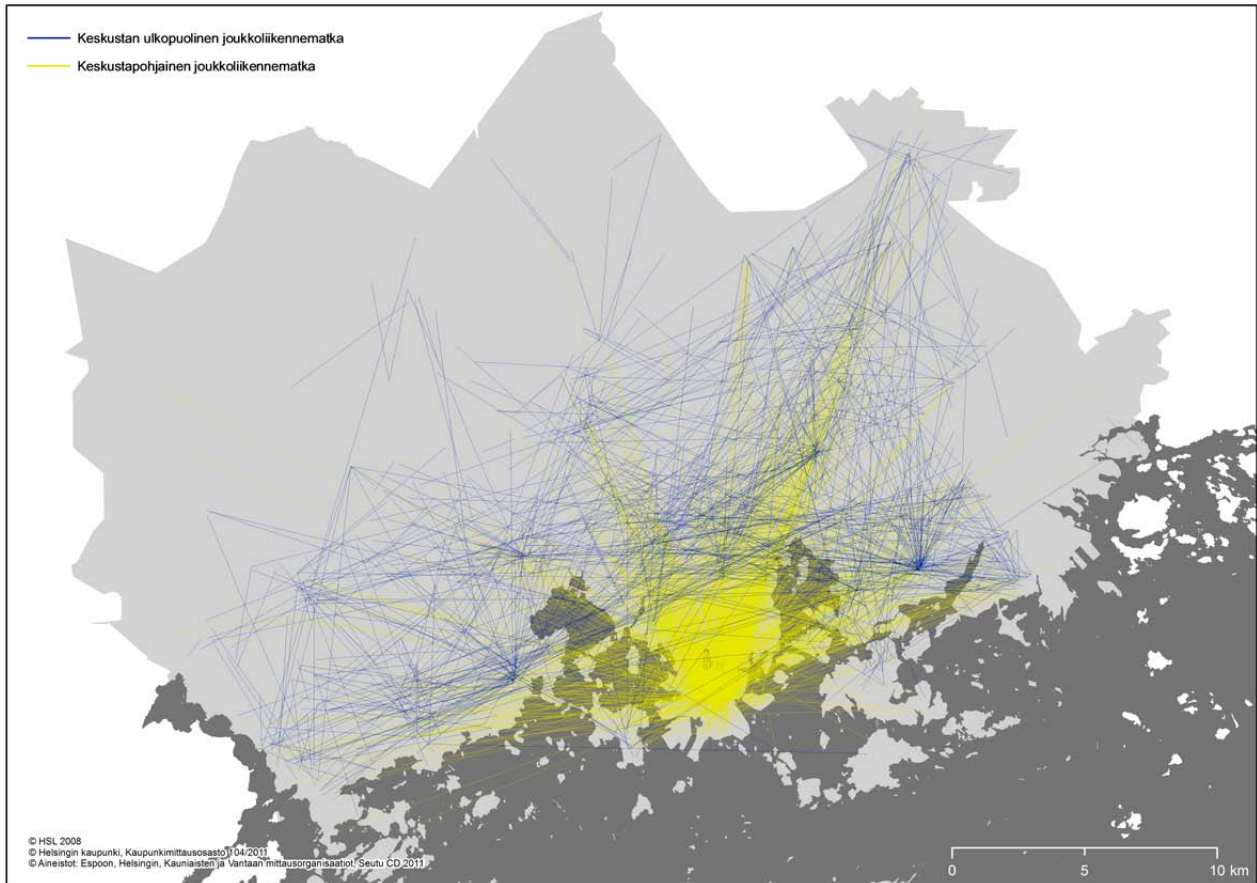 Keskustan ulkopuolinen joukkoliikennematka
Keskustapohjainen joukkoliikennematka
© HSL 2008
© Helsingin kaupunki, Kaupunkimittausosasto 104/2011
© Aineistot: Espoon, Helsingin, Kauniaisten ja Vantaan mittausorganisaatiot, Seutu CD 2011
0 5 10 km